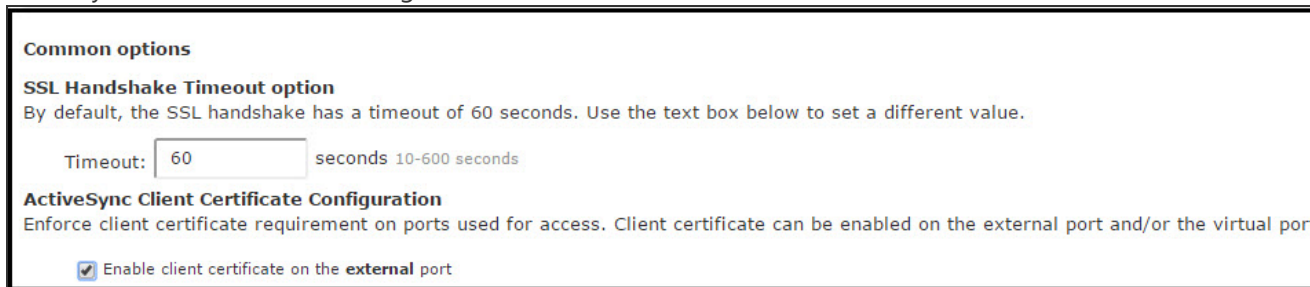 Common options
SSL Handshake Timeout option
By default, the SSL handshake has a timeout of 60 seconds. Use the text box below to set a different value.
Timeout: 60 seconds 10-600 seconds
ActiveSync Client Certificate Configuration
Enforce client certificate requirement on ports used for access. Client certificate can be enabled on the external port and/or the virtual por
Enable client certificate on the external port